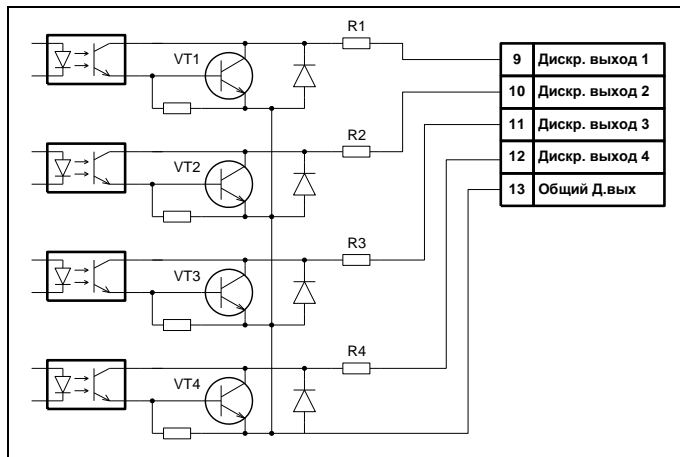 R1
VT1
9 Дискр. выход 1
10 Дискр. выход 2
R2
11 Дискр. выход 3
VT2
12 Дискр. выход 4
13 Общий Д.вых
R3
VT3
R4
VT4